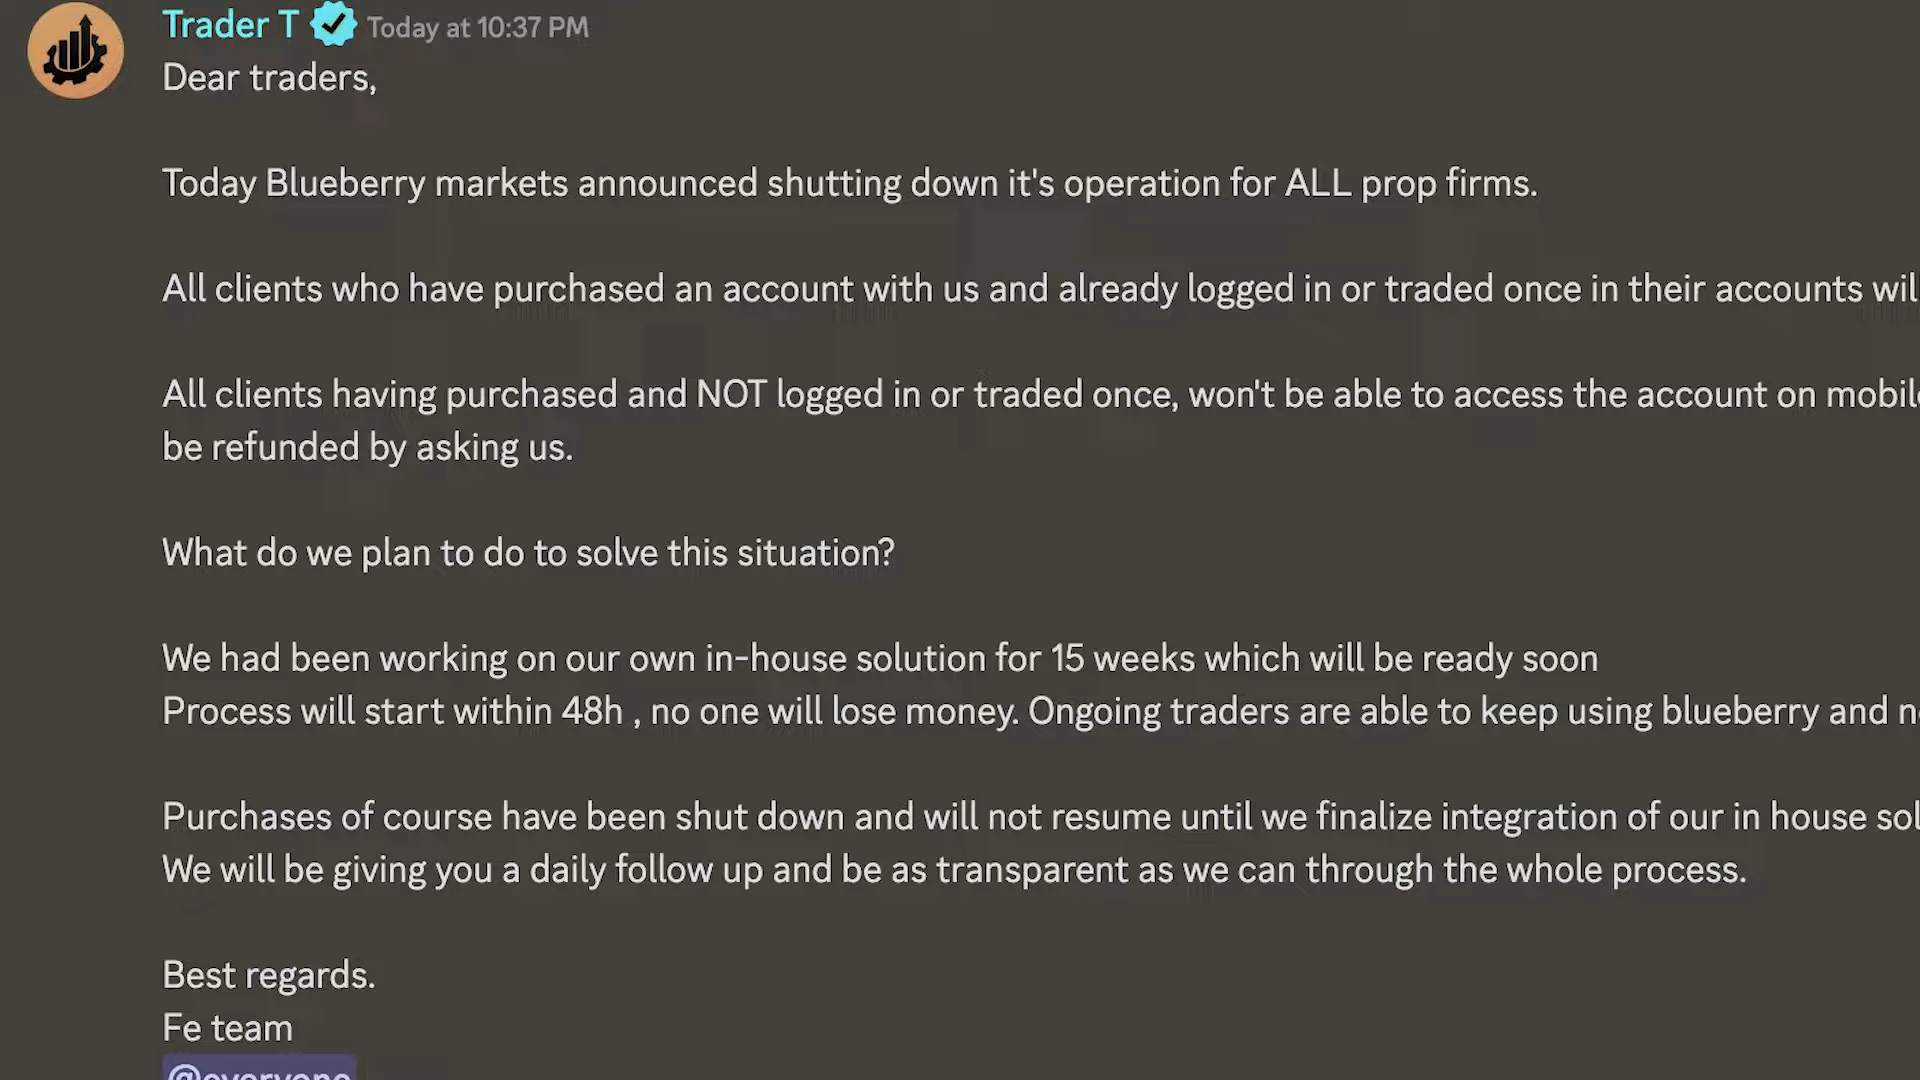 Trader T Today at 10:37 PM
Dear traders,
Today Blueberry markets announced shutting down it's operation for ALL prop firms.
All clients who have purchased an account with us and already logged in or traded once in their accounts
All clients having purchased and NOT logged in or traded once, won't be able to access the account on
be refunded by asking us.
What do we plan to do to solve this situation?
We had been working on our own in-house solution for 15 weeks which will be ready soon
Process will start within 48h , no one will lose money. Ongoing traders are able to keep using blueberry and
Purchases of course have been shut down and will not resume until we finalize integration of our in house
We will be giving you a daily follow up and be as transparent as we can through the whole process.
Best regards.
Fe team
@everyone